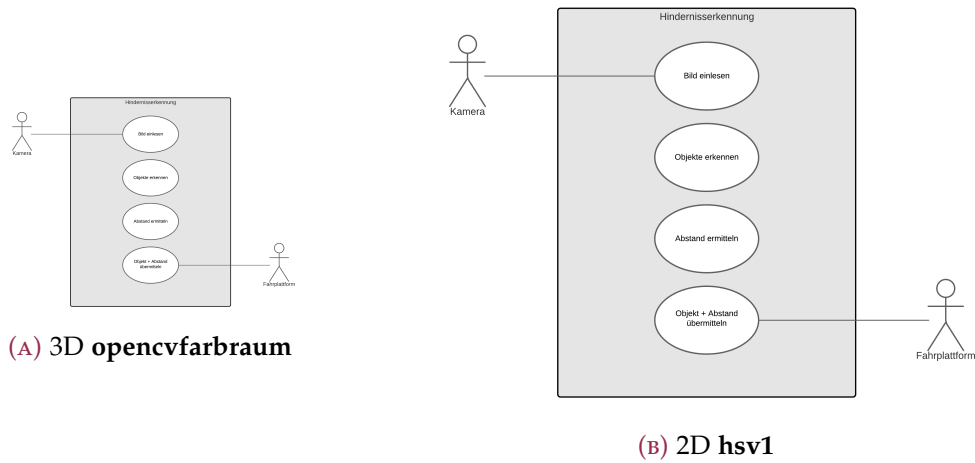 Hindernisserkennung
Bild einlesen
Kamera
Objekte erkennen
Abstand ermitteln
Objekt + Abstand
übermitteln
Fahrplattform
(A) 3D opencvfarbraum
Hindernisserkennung
Bild einlesen
Kamera
Objekte erkennen
Abstand ermitteln
Objekt + Abstand
übermitteln
Fahrplattform
(B) 2D hsv1